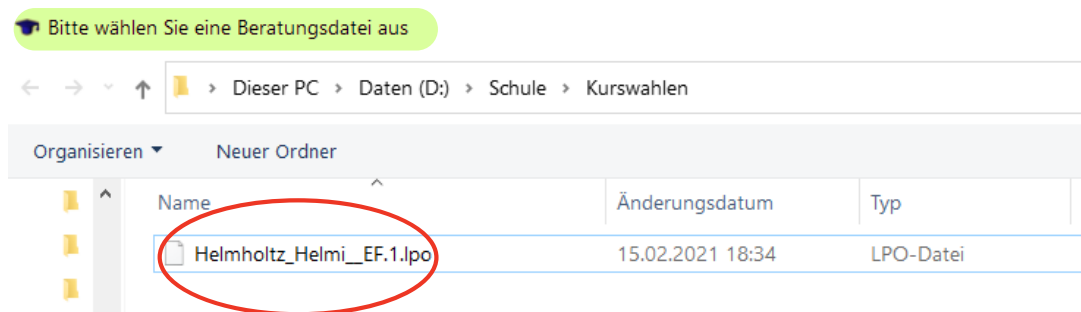 Bitte wählen Sie eine Beratungsdatei aus
Dieser PC > Daten (D:) > Schule > Kurswahlen
Organisieren Neuer Ordner
Name Änderungsdatum Typ
Helmholtz_Helmi__EF.1.lpo 15.02.2021 18:34 LPO-Datei